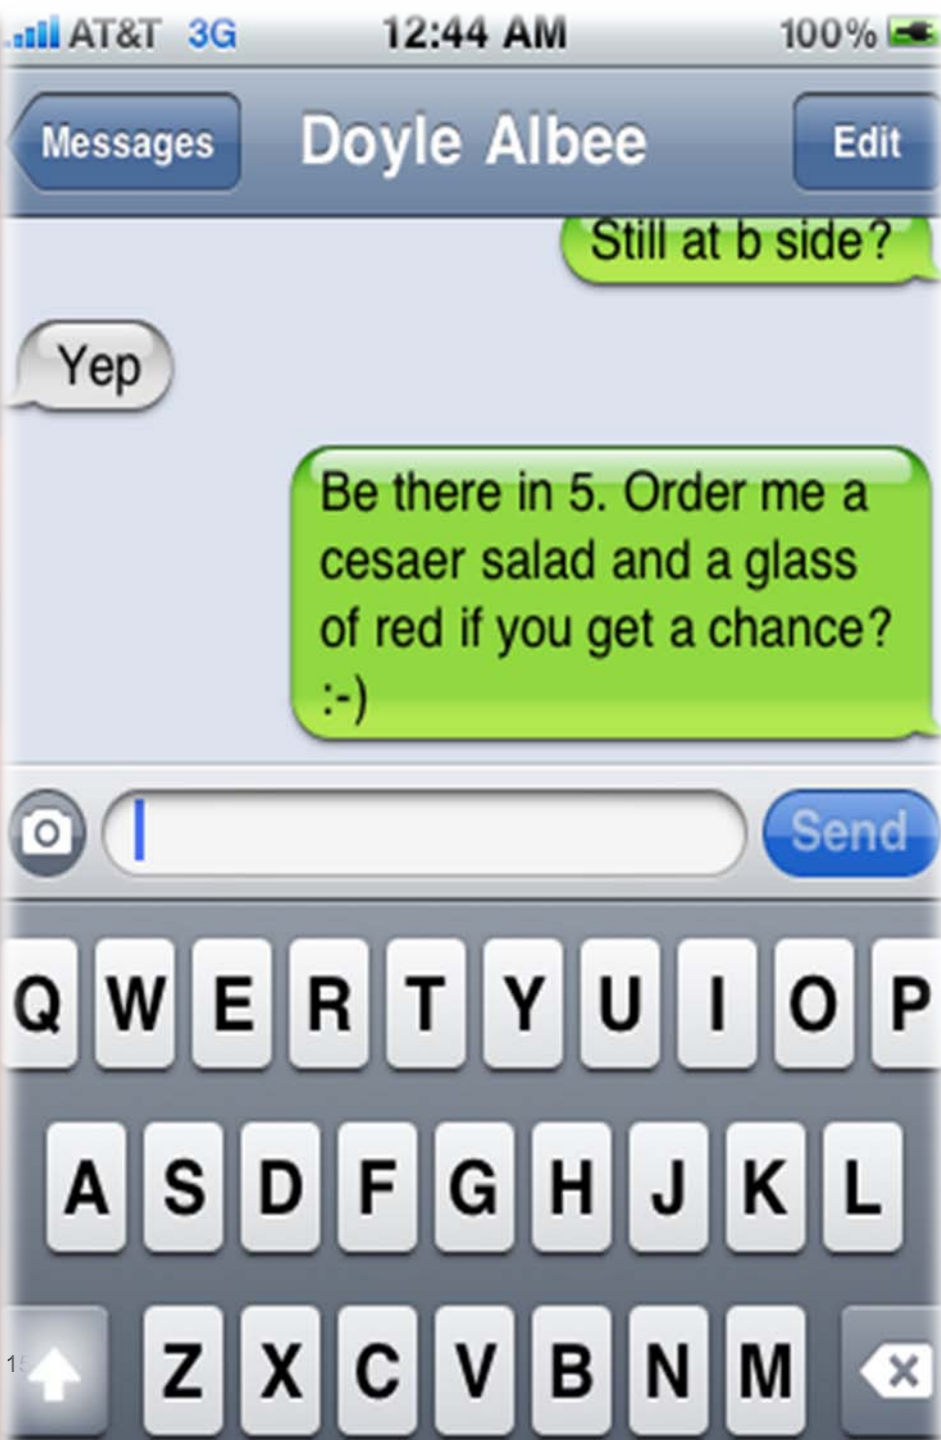 AT&T 3G 12:44 AM 100%
Messages Doyle Albee Edit
Still at b side?
Yep
Be there in 5. Order me a
cesaer salad and a glass
of red if you get a chance?
:-)
Send
Q W E R T Y U I O P
A S D F G H J K L
Z X C V B N M